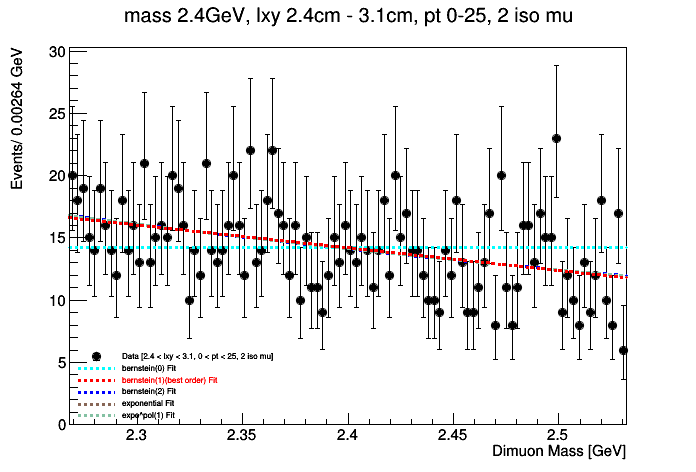 mass 2.4GeV, lxy 2.4cm - 3.1cm, pt 0-25, 2 iso mu
Events/ 0.00264 GeV
30
25
20
15
10
5
0
Data [2.4 < lxy < 3.1, 0 < pt < 25, 2 iso mu]
bernstein(0) Fit
bernstein(1)(best order) Fit
bernstein(2) Fit
exponential Fit
expo*pol(1) Fit
2.3
2.35
2.4
2.45
2.5
Dimuon Mass [GeV]